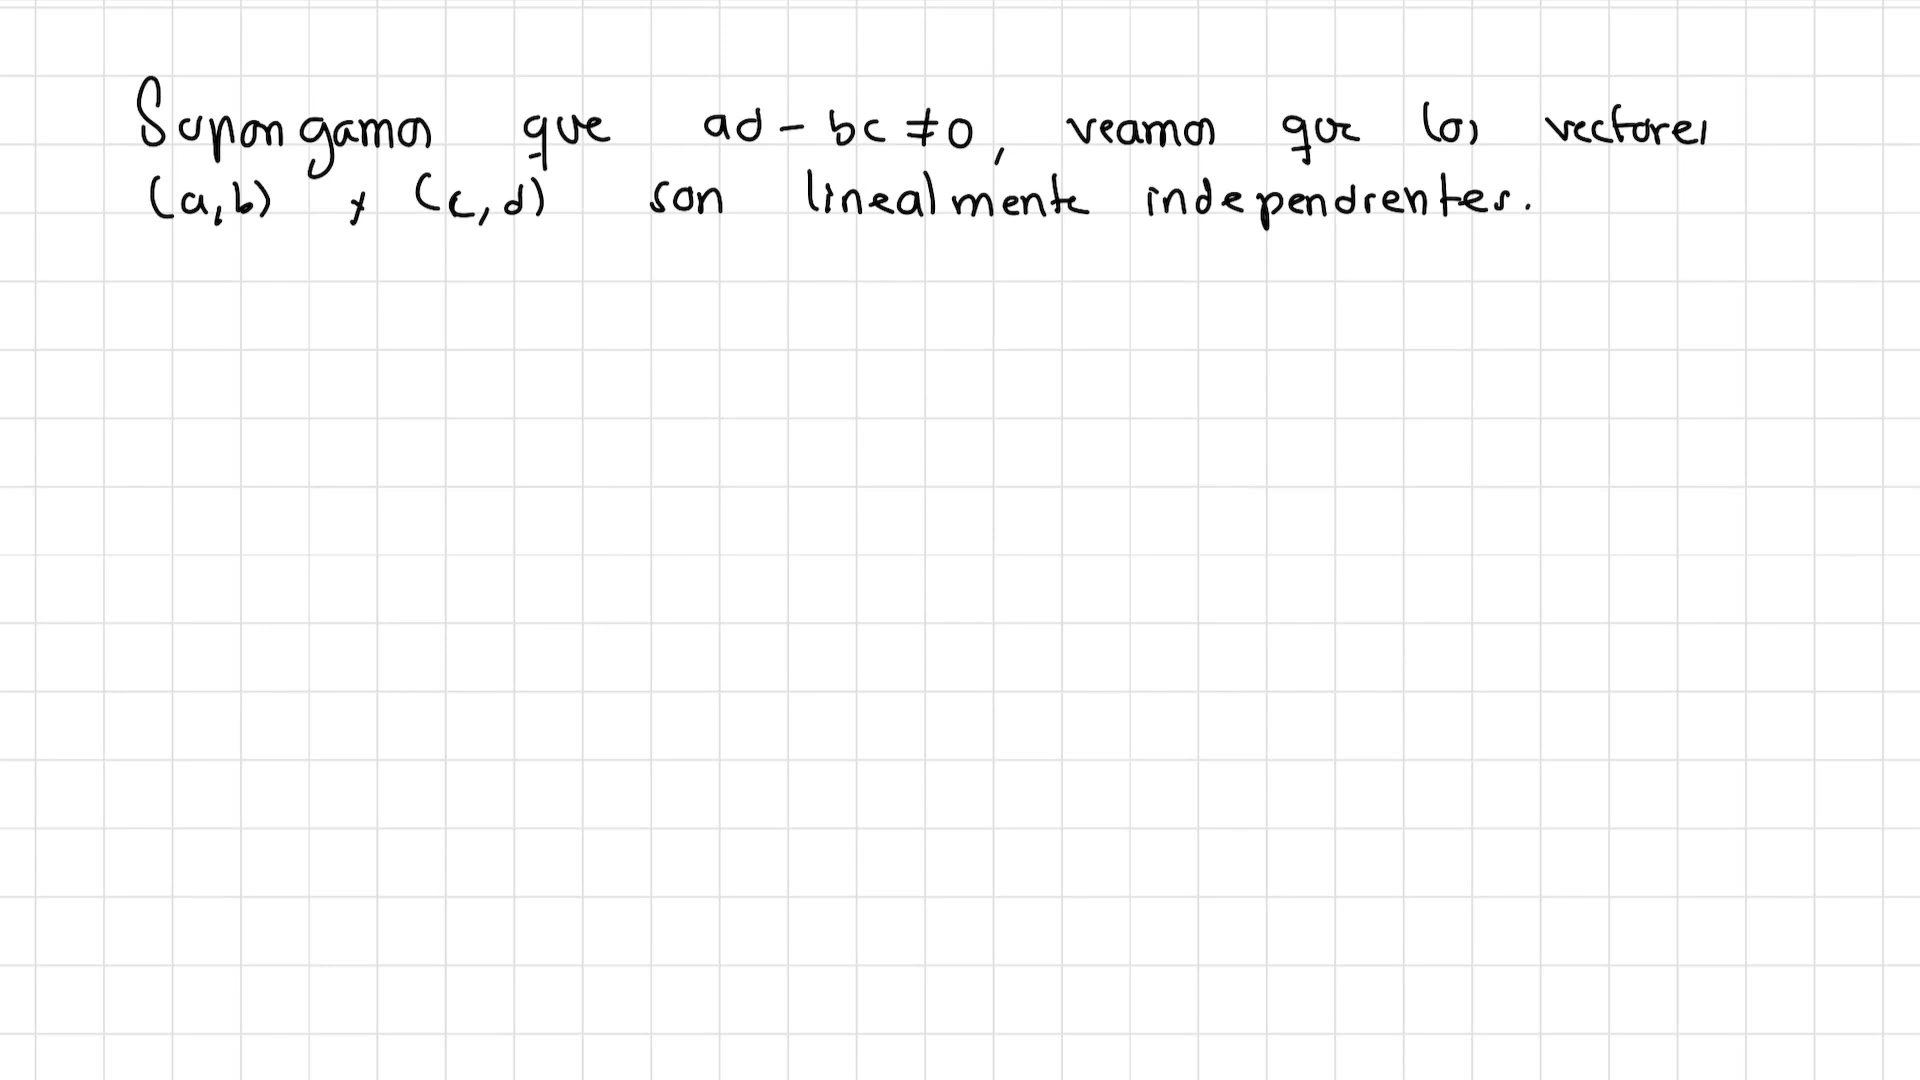 Supongamos que ad - bc ≠ 0, veamos que los vectores
(a,b) y (c,d) son linealmente independientes.